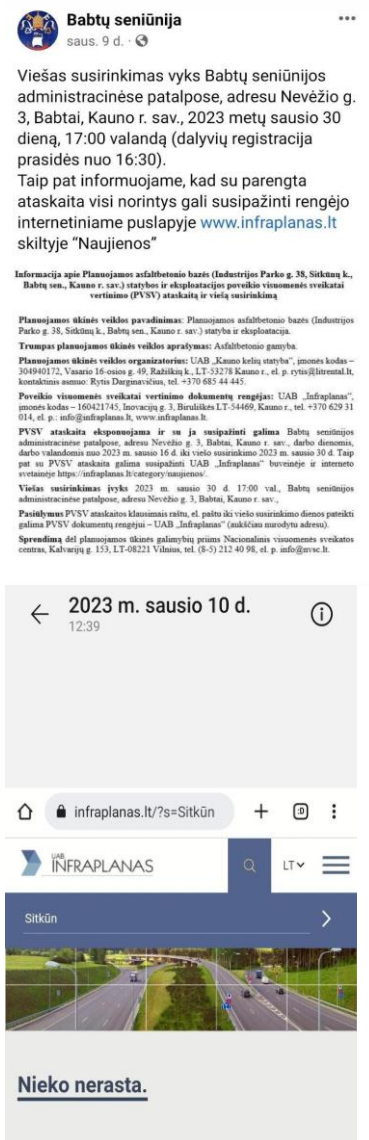 Babtų seniūnija
saus. 9 d. ·
Viešas susirinkimas vyks Babtų seniūnijos
administracinėse patalpose, adresu Nevėžio g.
3, Babtai, Kauno r. sav., 2023 metų sausio 30
dieną, 17:00 valandą (dalyvių registracija
prasidės nuo 16:30).
Taip pat informuojame, kad su parengta
ataskaita visi norintys gali susipažinti rengėjo
internetiniame puslapyje www.infraplanas.lt
skiltyje “Naujienos”
Informacija apie Planuojamos asfaltbetonio bazės (Industrijos Parko g. 38, Sitkūnų k.,
Babtų sen., Kauno r. sav.) statybos ir eksploatacijos poveikio visuomenės sveikatai
vertinimo (PVSV) ataskaitą ir viešą susirinkimą
Planuojamos ūkinės veiklos pavadinimas: Planuojamos asfaltbetonio bazės (Industrijos
Parko g. 38, Sitkūnų k., Babtų sen., Kauno r. sav.) statyba ir eksploatacija.
Trumpas planuojamos ūkinės veiklos aprašymas: Asfaltbetonio gamyba.
Planuojamos ūkinės veiklos organizatorius: UAB „Kauno kelių statyba“, įmonės kodas –
304940172, Vasario 16-osios g. 49, Ražiškių k., LT-53278 Kauno r., el. p. rytis@litrental.lt,
kontaktinis asmuo: Rytis Darginavičius, tel. +370 685 44 445.
Poveikio visuomenės sveikatai vertinimo dokumentų rengėjas: UAB „Infraplanas“,
įmonės kodas – 160421745, Inovacijų g. 3, Biruliškės LT-54469, Kauno r., tel. +370 629 31
014, el. p.: info@infraplanas.lt, www.infraplanas.lt.
PVSV ataskaita eksponuojama ir su ja susipažinti galima Babtų seniūnijos
administracinėse patalpose, adresu Nevėžio g. 3, Babtai, Kauno r. sav., darbo dienomis,
darbo valandomis nuo 2023 m. sausio 16 d. iki viešo susirinkimo 2023 m. sausio 30 d. Taip
pat su PVSV ataskaita galima susipažinti UAB „Infraplanas“ buveinėje ir interneto
svetainėje https://infraplanas.lt/category/naujienos/.
Viešas susirinkimas įvyks 2023 m. sausio 30 d. 17:00 val., Babtų seniūnijos
administracinėse patalpose, adresu Nevėžio g. 3, Babtai, Kauno r. sav.,
Pasiūlymus PVSV ataskaitos klausimais raštu, el. paštu iki viešo susirinkimo dienos pateikti
galima PVSV dokumentų rengėjui – UAB „Infraplanas“ (aukščiau nurodytu adresu).
Sprendimą dėl planuojamos ūkinės galimybių priims Nacionalinis visuomenės sveikatos
centras, Kalvarijų g. 153, LT-08221 Vilnius, tel. (8-5) 212 40 98, el. p. info@nvsc.lt.
2023 m. sausio 10 d.
12:39
infraplanas.lt/?s=Sitkūn
:D
UAB
INFRAPLANAS
LT
Sitkūn
Nieko nerasta.